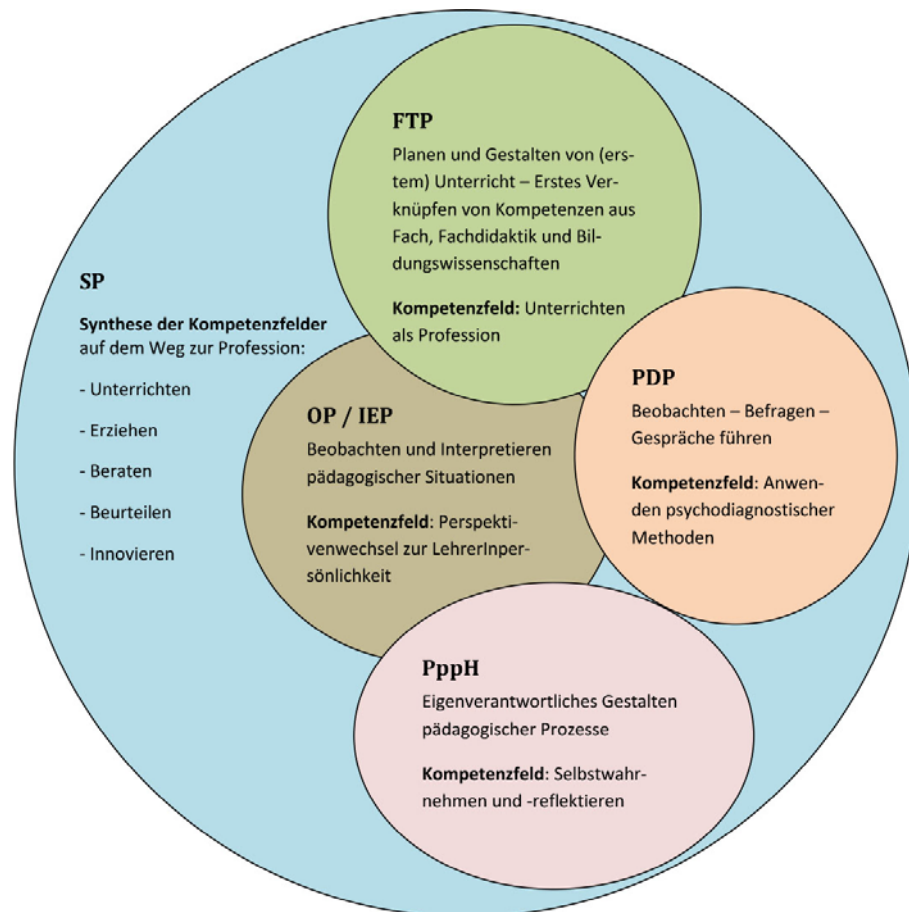 FTP
Planen und Gestalten von (ers-
tem) Unterricht – Erstes Ver-
knüpfen von Kompetenzen aus
Fach, Fachdidaktik und Bil-
dungswissenschaften
Kompetenzfeld: Unterrichten
als Profession
SP
Synthese der Kompetenzfelder
auf dem Weg zur Profession:
- Unterrichten
- Erziehen
- Beraten
- Beurteilen
- Innovieren
OP / IEP
Beobachten und Interpretieren
pädagogischer Situationen
Kompetenzfeld: Perspekti-
venwechsel zur LehrerInper-
sönlichkeit
PDP
Beobachten – Befragen –
Gespräche führen
Kompetenzfeld: Anwen-
den psychodiagnostischer
Methoden
PppH
Eigenverantwortliches Gestalten
pädagogischer Prozesse
Kompetenzfeld: Selbstwahr-
nehmen und -reflektieren